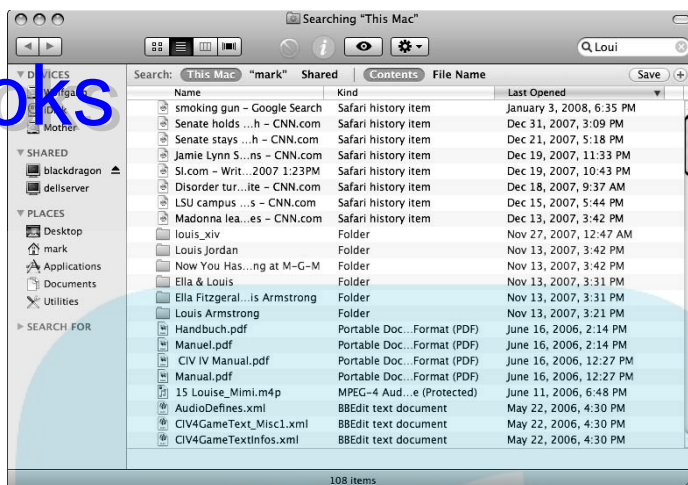 Searching "This Mac"
Loui
Search: This Mac "mark" Shared Contents File Name Save
Name Kind Last Opened
oks
DEVICES
Wolfgang
iDisk
Mother
SHARED
blackdragon
dellserver
PLACES
Desktop
mark
Applications
Documents
Utilities
SEARCH FOR
smoking gun – Google Search Safari history item January 3, 2008, 6:35 PM
Senate holds ...h – CNN.com Safari history item Dec 31, 2007, 3:09 PM
Senate stays ...h – CNN.com Safari history item Dec 21, 2007, 5:18 PM
Jamie Lynn S...ns – CNN.com Safari history item Dec 19, 2007, 11:33 PM
SI.com – Writ...2007 1:23PM Safari history item Dec 19, 2007, 10:43 PM
Disorder tur...ite – CNN.com Safari history item Dec 18, 2007, 9:37 AM
LSU campus ...s – CNN.com Safari history item Dec 15, 2007, 5:44 PM
Madonna lea...es – CNN.com Safari history item Dec 13, 2007, 3:42 PM
louis_xiv Folder Nov 27, 2007, 12:47 AM
Louis Jordan Folder Nov 13, 2007, 3:42 PM
Now You Has...ng at M-G-M Folder Nov 13, 2007, 3:42 PM
Ella & Louis Folder Nov 13, 2007, 3:31 PM
Ella Fitzgeral...is Armstrong Folder Nov 13, 2007, 3:31 PM
Louis Armstrong Folder Nov 13, 2007, 3:21 PM
Handbuch.pdf Portable Doc...Format (PDF) June 16, 2006, 2:14 PM
Manuel.pdf Portable Doc...Format (PDF) June 16, 2006, 2:14 PM
CIV IV Manual.pdf Portable Doc...Format (PDF) June 16, 2006, 12:27 PM
Manual.pdf Portable Doc...Format (PDF) June 16, 2006, 12:27 PM
15 Louise_Mimi.m4p MPEG-4 Aud...e (Protected) June 11, 2006, 6:48 PM
AudioDefines.xml BBEdit text document May 22, 2006, 4:30 PM
CIV4GameText_Misc1.xml BBEdit text document May 22, 2006, 4:30 PM
CIV4GameTextInfos.xml BBEdit text document May 22, 2006, 4:30 PM
108 items